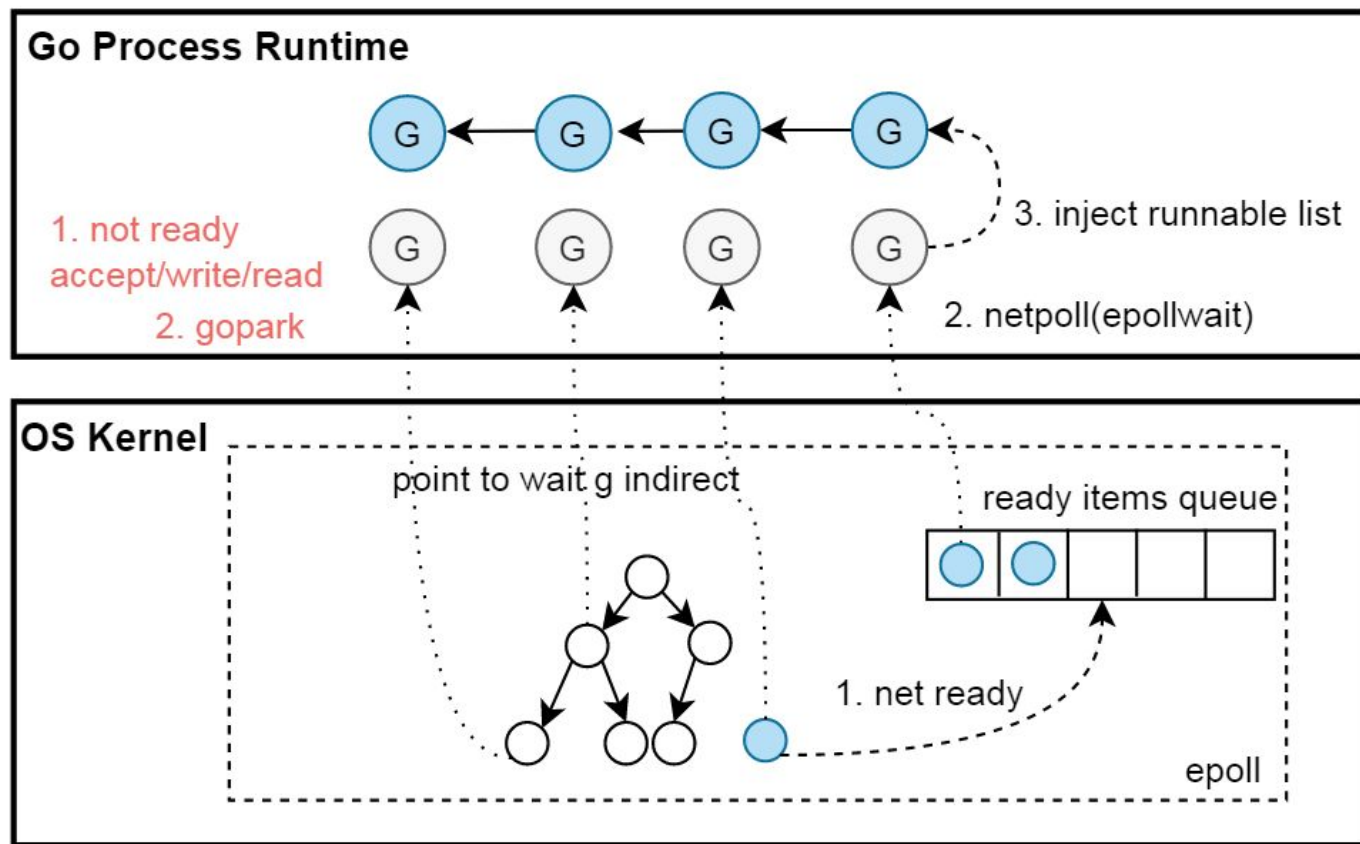 Go Process Runtime
G G G G
3. inject runnable list
1. not ready
accept/write/read
G G G G
2. gopark
2. netpoll(epollwait)
OS Kernel
point to wait g indirect
ready items queue
1. net ready
epoll